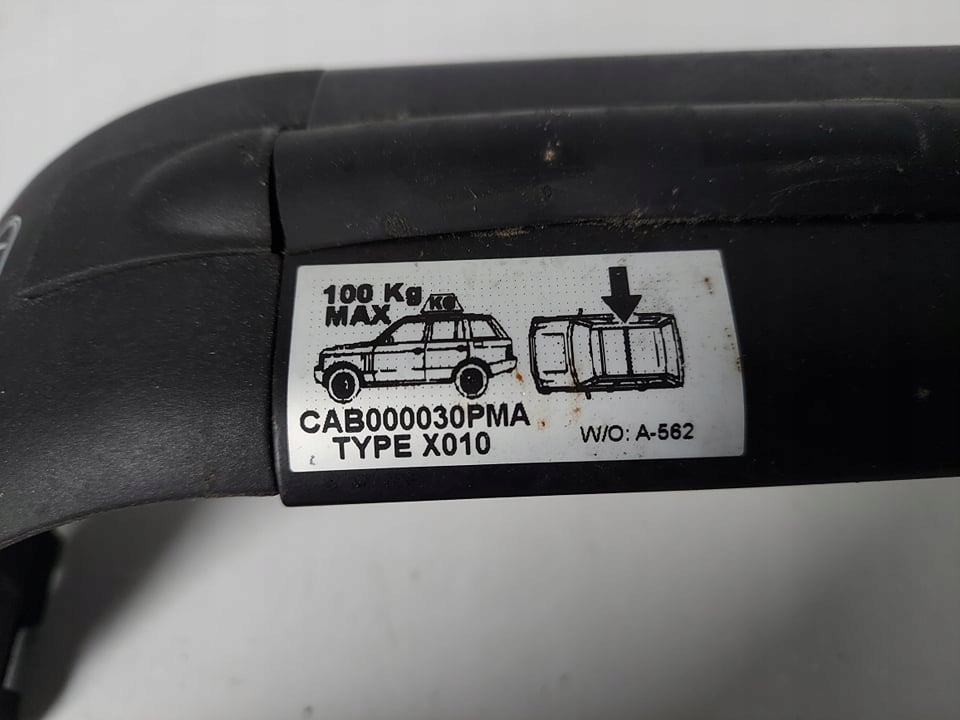 100 Kg
MAX
KG
CAB000030PMA
TYPE X010
W/O: A-562